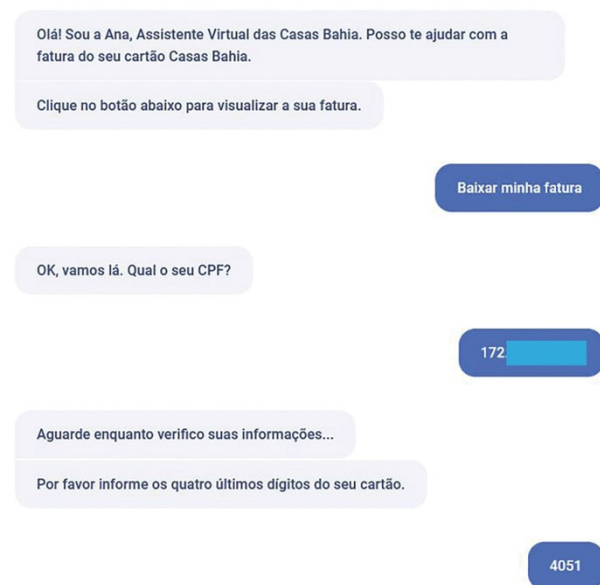 Olá! Sou a Ana, Assistente Virtual das Casas Bahia. Posso te ajudar com a
fatura do seu cartão Casas Bahia.
Clique no botão abaixo para visualizar a sua fatura.
Baixar minha fatura
OK, vamos lá. Qual o seu CPF?
172.
Aguarde enquanto verifico suas informações...
Por favor informe os quatro últimos dígitos do seu cartão.
4051